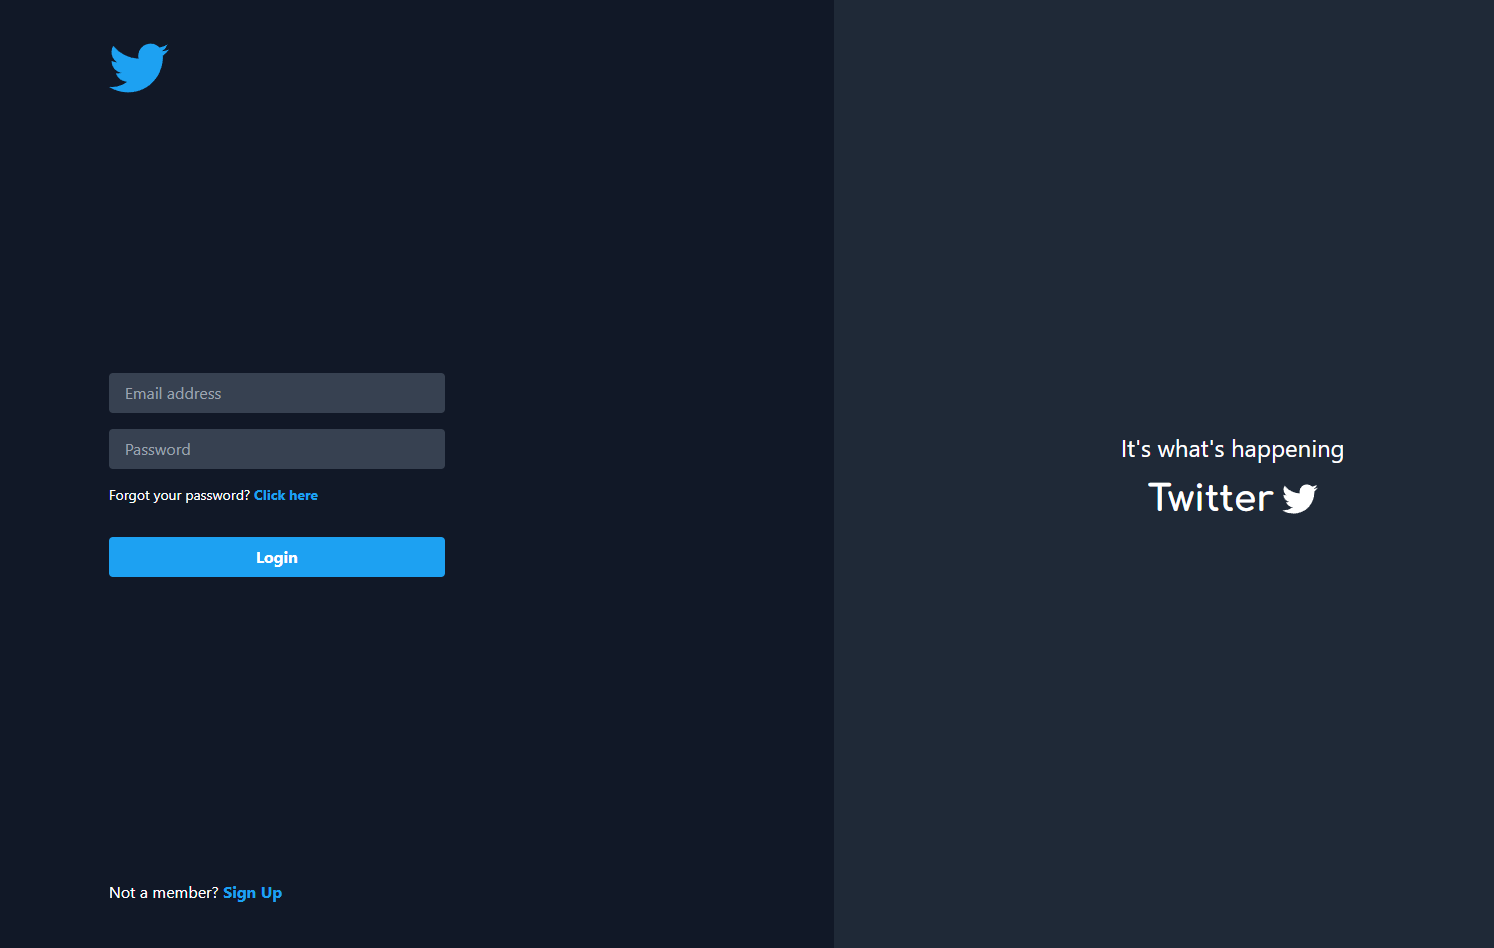 Email address
Password
Forgot your password? Click here
Login
Not a member? Sign Up
It's what's happening
Twitter